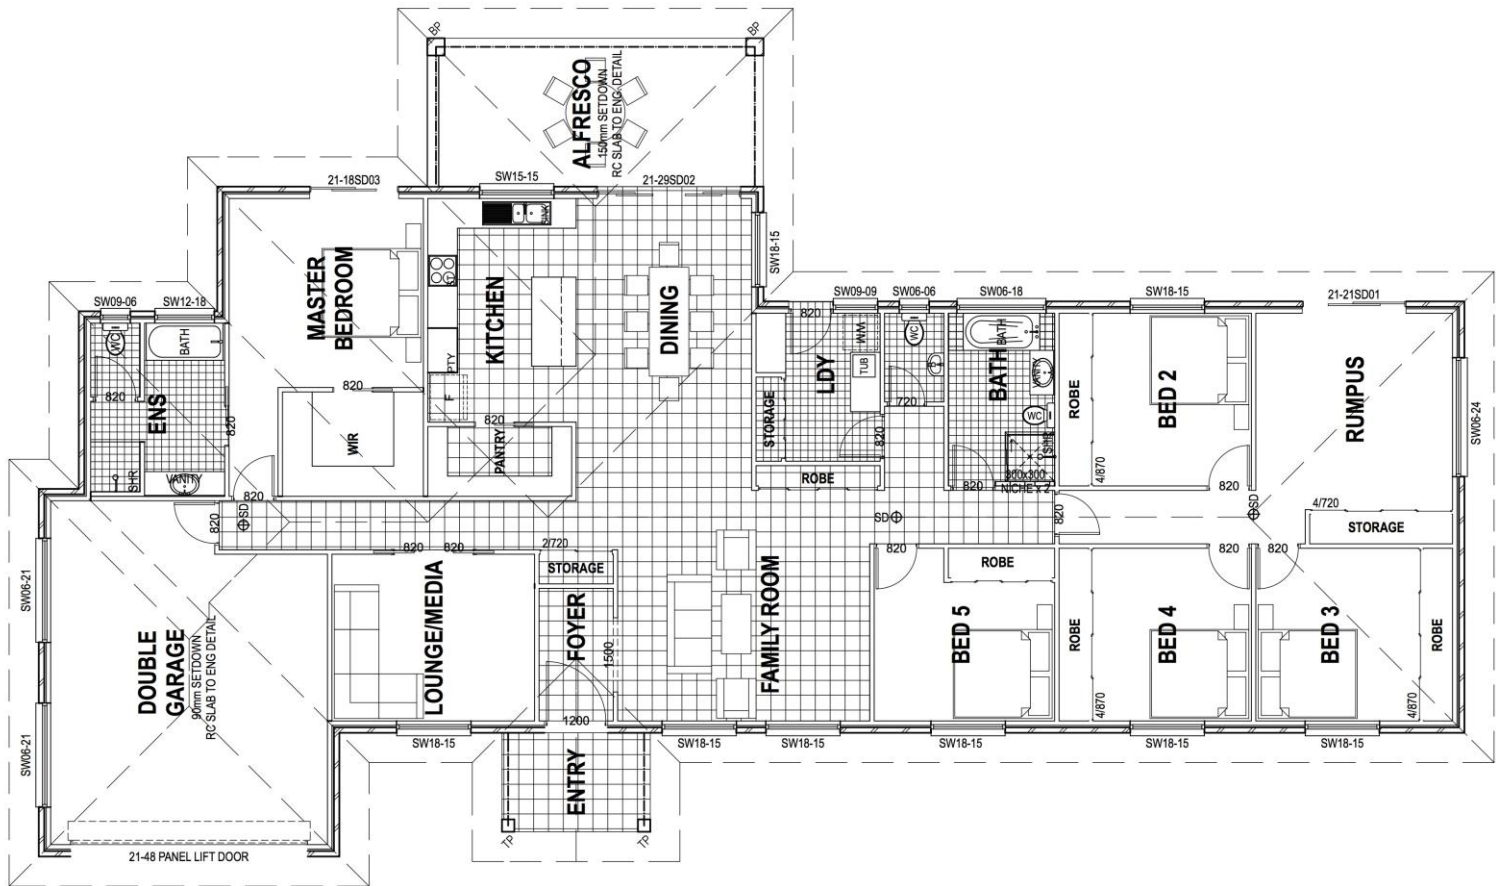 BP
BP
ALFRESCO
150mm SETDOWN
RC SLAB TO ENG. DETAIL
21-18SD03
SW15-15
21-29SD02
SINK
SW18-15
MASTER
BEDROOM
KITCHEN
DINING
PTY
F
820
PANTRY
820
WIR
SW09-06
SW12-18
WC
BATH
820
ENS
820
SHR
VANITY
820
820
SD
SW09-09
SW06-06
SW06-18
SW18-15
21-21SD01
820
WM
TUB
LDY
STORAGE
820
ROBE
WC
720
BATH
BATH
VANITY
WC
SHR
300x300
NICHE x 2
820
ROBE
4/870
BED 2
820
RUMPUS
SW06-24
4/720
STORAGE
SD
820
SD
820
820
820
820
820
2/720
STORAGE
SW06-21
SW06-21
DOUBLE
GARAGE
90mm SETDOWN
RC SLAB TO ENG DETAIL
LOUNGE/MEDIA
FOYER
1500
1200
FAMILY ROOM
BED 5
ROBE
ROBE
4/870
BED 4
BED 3
ROBE
4/870
SW18-15
SW18-15
SW18-15
SW18-15
SW18-15
SW18-15
ENTRY
TP
TP
21-48 PANEL LIFT DOOR